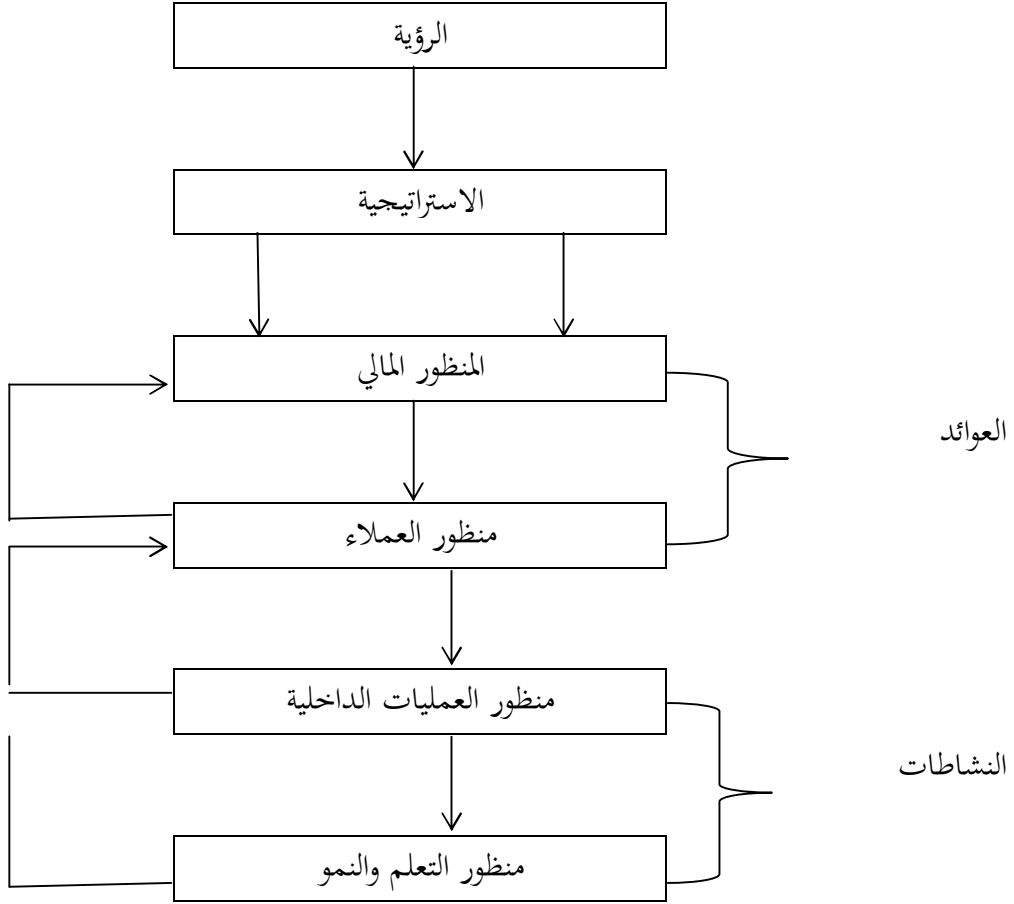 الرؤية
الاستراتيجية
المنظور المالي
العوائد
منظور العملاء
منظور العمليات الداخلية
النشاطات
منظور التعلم والنمو